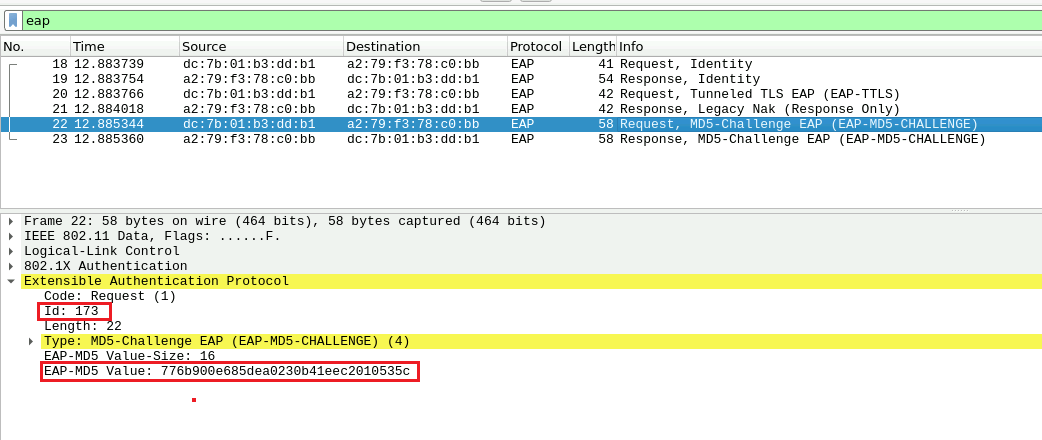 eap
No. Time Source Destination Protocol Length Info
18 12.883739 dc:7b:01:b3:dd:b1 a2:79:f3:78:c0:bb EAP 41 Request, Identity
19 12.883754 a2:79:f3:78:c0:bb dc:7b:01:b3:dd:b1 EAP 54 Response, Identity
20 12.883766 dc:7b:01:b3:dd:b1 a2:79:f3:78:c0:bb EAP 42 Request, Tunneled TLS EAP (EAP-TTLS)
21 12.884018 a2:79:f3:78:c0:bb dc:7b:01:b3:dd:b1 EAP 42 Response, Legacy Nak (Response Only)
22 12.885344 dc:7b:01:b3:dd:b1 a2:79:f3:78:c0:bb EAP 58 Request, MD5-Challenge EAP (EAP-MD5-CHALLENGE)
23 12.885360 a2:79:f3:78:c0:bb dc:7b:01:b3:dd:b1 EAP 58 Response, MD5-Challenge EAP (EAP-MD5-CHALLENGE)
Frame 22: 58 bytes on wire (464 bits), 58 bytes captured (464 bits)
IEEE 802.11 Data, Flags: ......F.
Logical-Link Control
802.1X Authentication
Extensible Authentication Protocol
Code: Request (1)
Id: 173
Length: 22
Type: MD5-Challenge EAP (EAP-MD5-CHALLENGE) (4)
EAP-MD5 Value-Size: 16
EAP-MD5 Value: 776b900e685dea0230b41eec2010535c